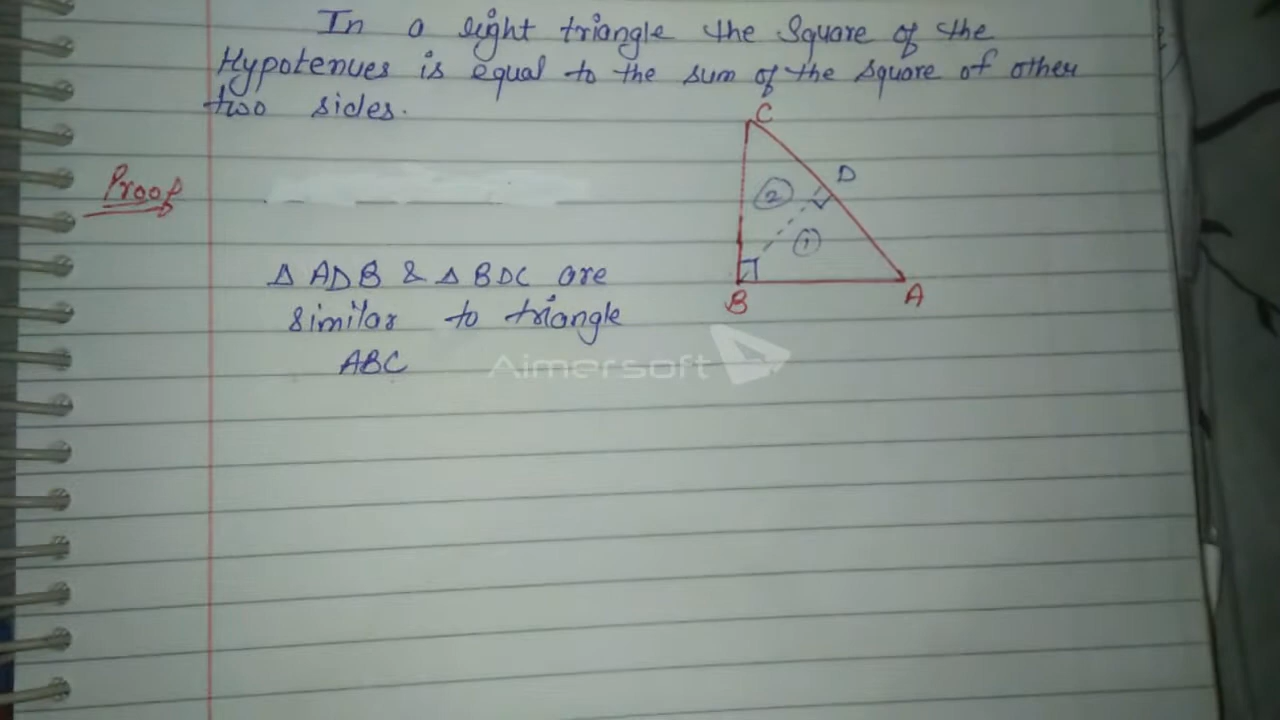 In a right triangle the Square of the
Hypotenues is equal to the sum of the square of other
two sides.
C
Proof
D
2
1
Δ ADB & Δ BDC are
B
A
similar to triangle
ABC
Aimersoft